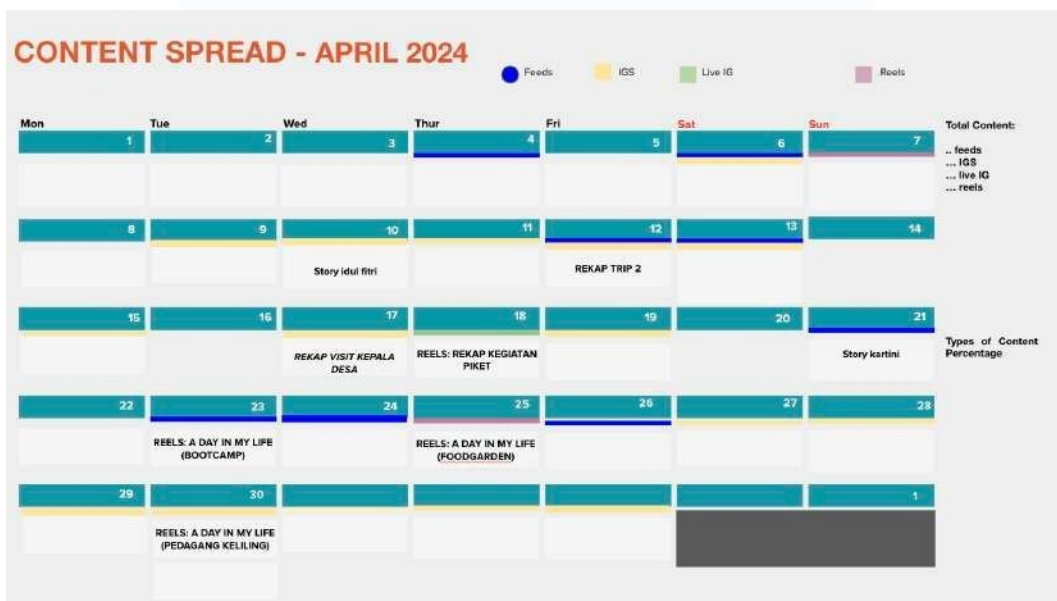 CONTENT SPREAD - APRIL 2024
Feeds IGS Live IG Reels
Mon Tue Wed Thur Fri Sat Sun
Total Content:
1 2 3 4 5 6 7
.. feeds
... IGS
... live IG
... reels
8 9 10 11 12 13 14
Story idul fitri
REKAP TRIP 2
15 16 17 18 19 20 21
REKAP VISIT KEPALA
DESA
REELS: REKAP KEGIATAN
PIKET
Story kartini
Types of Content
Percentage
22 23 24 25 26 27 28
REELS: A DAY IN MY LIFE
(BOOTCAMP)
REELS: A DAY IN MY LIFE
(FOODGARDEN)
29 30 1
REELS: A DAY IN MY LIFE
(PEDAGANG KELILING)